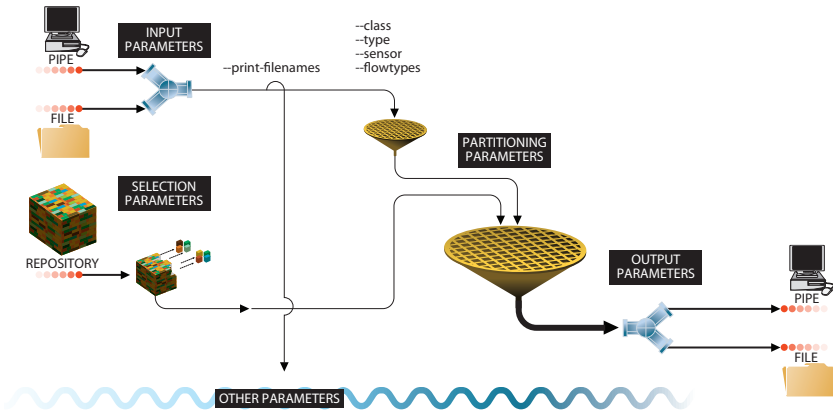 INPUT
PARAMETERS
PIPE
FILE
--print-filenames
--class
--type
--sensor
--flowtypes
PARTITIONING
PARAMETERS
SELECTION
PARAMETERS
REPOSITORY
OUTPUT
PARAMETERS
PIPE
FILE
OTHER PARAMETERS